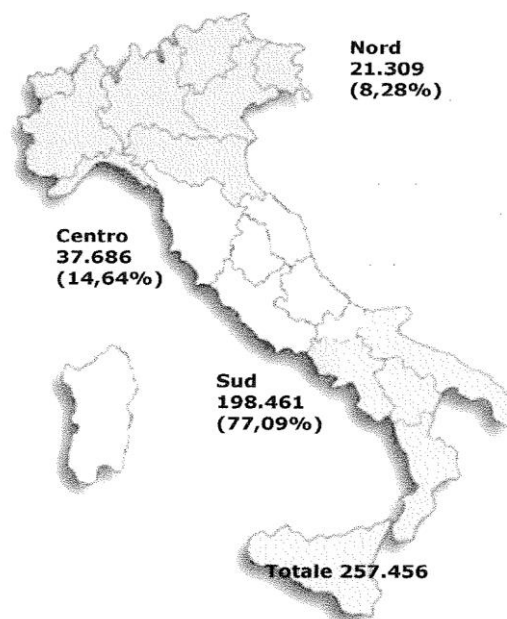 Nord
21.309
(8,28%)
Centro
37.686
(14,64%)
Sud
198.461
(77,09%)
Totale 257.456